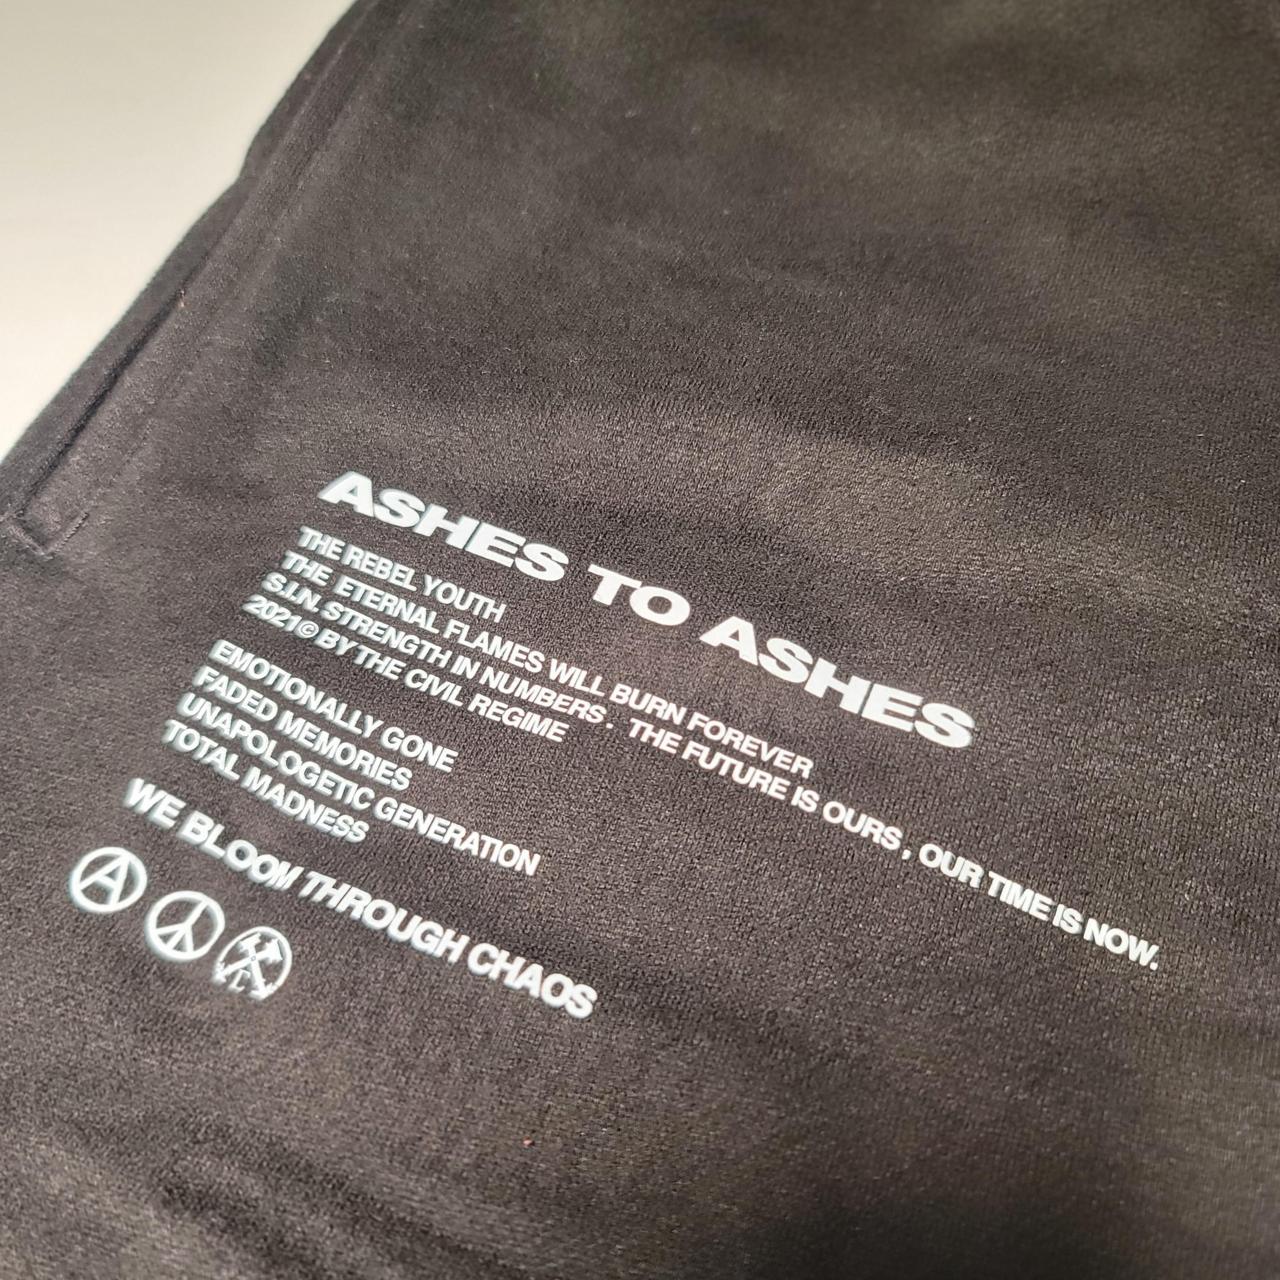 ASHES TO ASHES
THE REBEL YOUTH
THE ETERNAL FLAMES WILL BURN FOREVER
S.I.N. STRENGTH IN NUMBERS. THE FUTURE IS OURS, OUR TIME IS NOW.
2021© BY THE CIVIL REGIME
EMOTIONALLY GONE
FADED MEMORIES
UNAPOLOGETIC GENERATION
TOTAL MADNESS
WE BLOOM THROUGH CHAOS